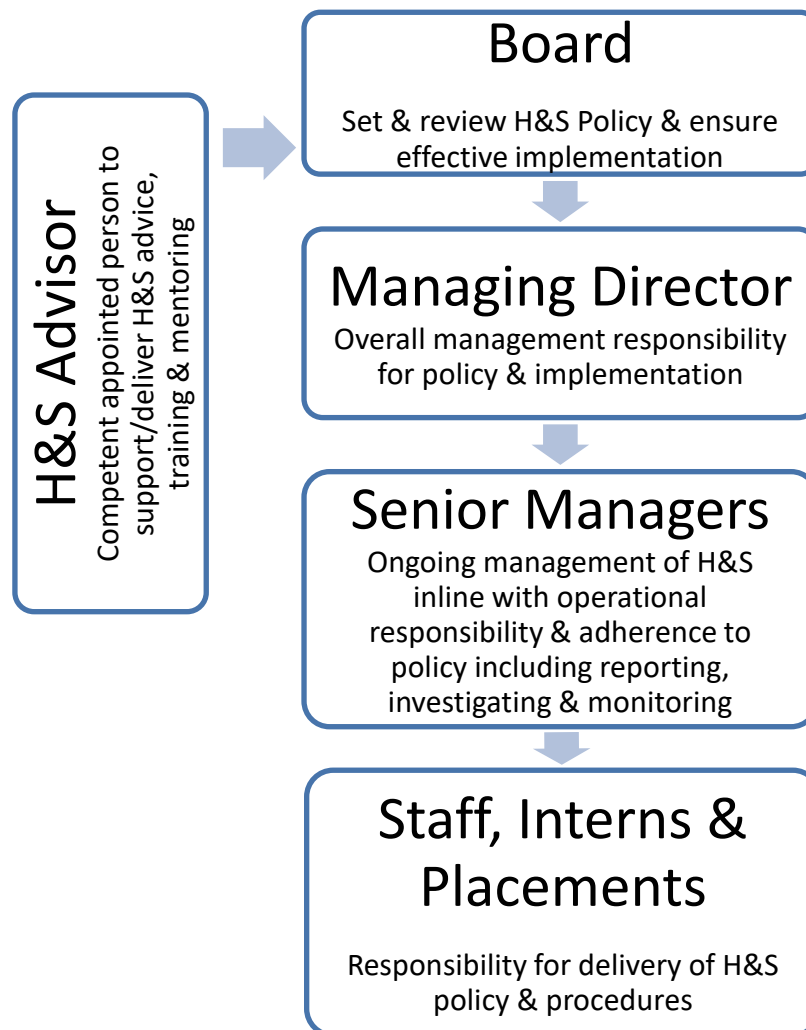 Board
Set & review H&S Policy & ensure
effective implementation
H&S Advisor
Competent appointed person to
support/deliver H&S advice,
training & mentoring
Managing Director
Overall management responsibility
for policy & implementation
Senior Managers
Ongoing management of H&S
inline with operational
responsibility & adherence to
policy including reporting,
investigating & monitoring
Staff, Interns &
Placements
Responsibility for delivery of H&S
policy & procedures